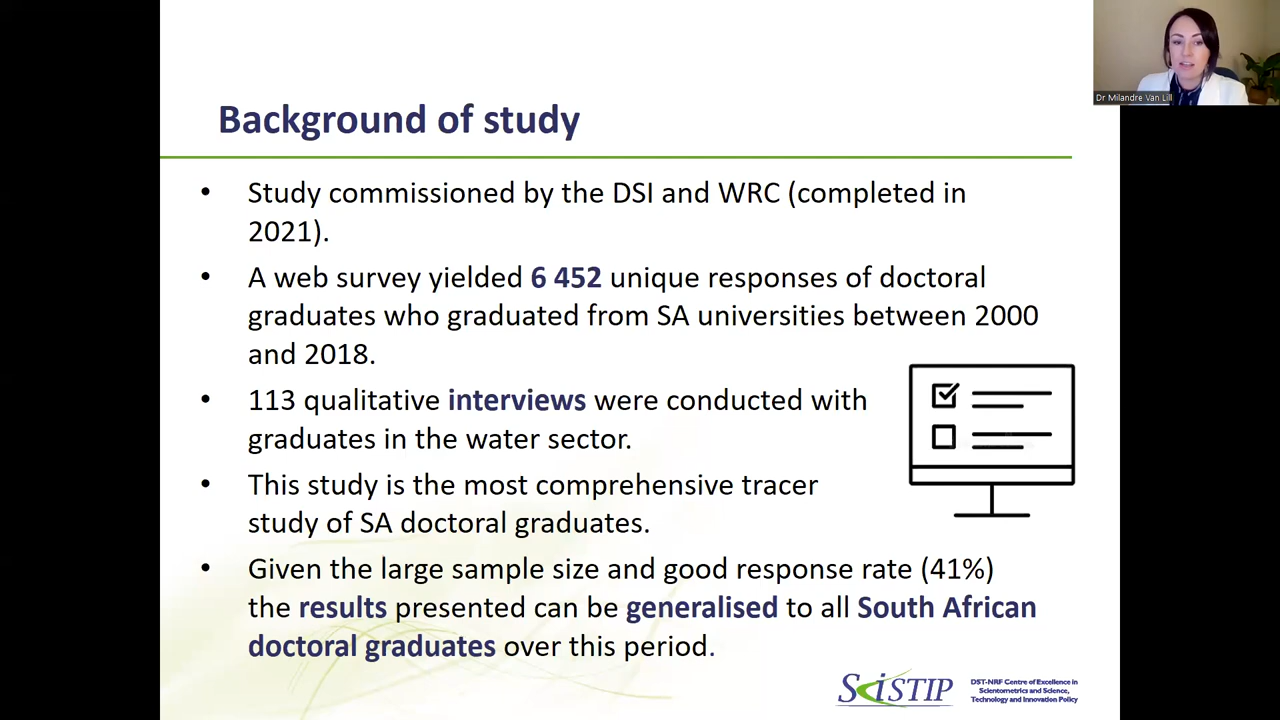 Background of study
• Study commissioned by the DSI and WRC (completed in
2021).
• A web survey yielded 6 452 unique responses of doctoral
graduates who graduated from SA universities between 2000
and 2018.
• 113 qualitative interviews were conducted with
graduates in the water sector.
• This study is the most comprehensive tracer
study of SA doctoral graduates.
• Given the large sample size and good response rate (41%)
the results presented can be generalised to all South African
doctoral graduates over this period.
Dr Milandre Van Lill
SciSTIP
DST-NRF Centre of Excellence in
Scientometrics and Science,
Technology and Innovation Policy